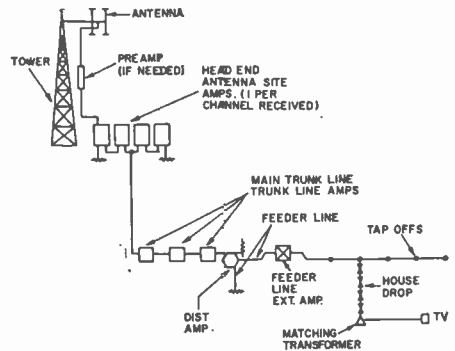 ANTENNA
TOWER
PREAMP
(IF NEEDED)
HEAD END
ANTENNA SITE
AMPS. (1 PER
CHANNEL RECEIVED)
MAIN TRUNK LINE
TRUNK LINE AMPS
FEEDER LINE
TAP OFFS
DIST
AMP.
FEEDER
LINE
EXT. AMP.
HOUSE
DROP
TV
MATCHING
TRANSFORMER